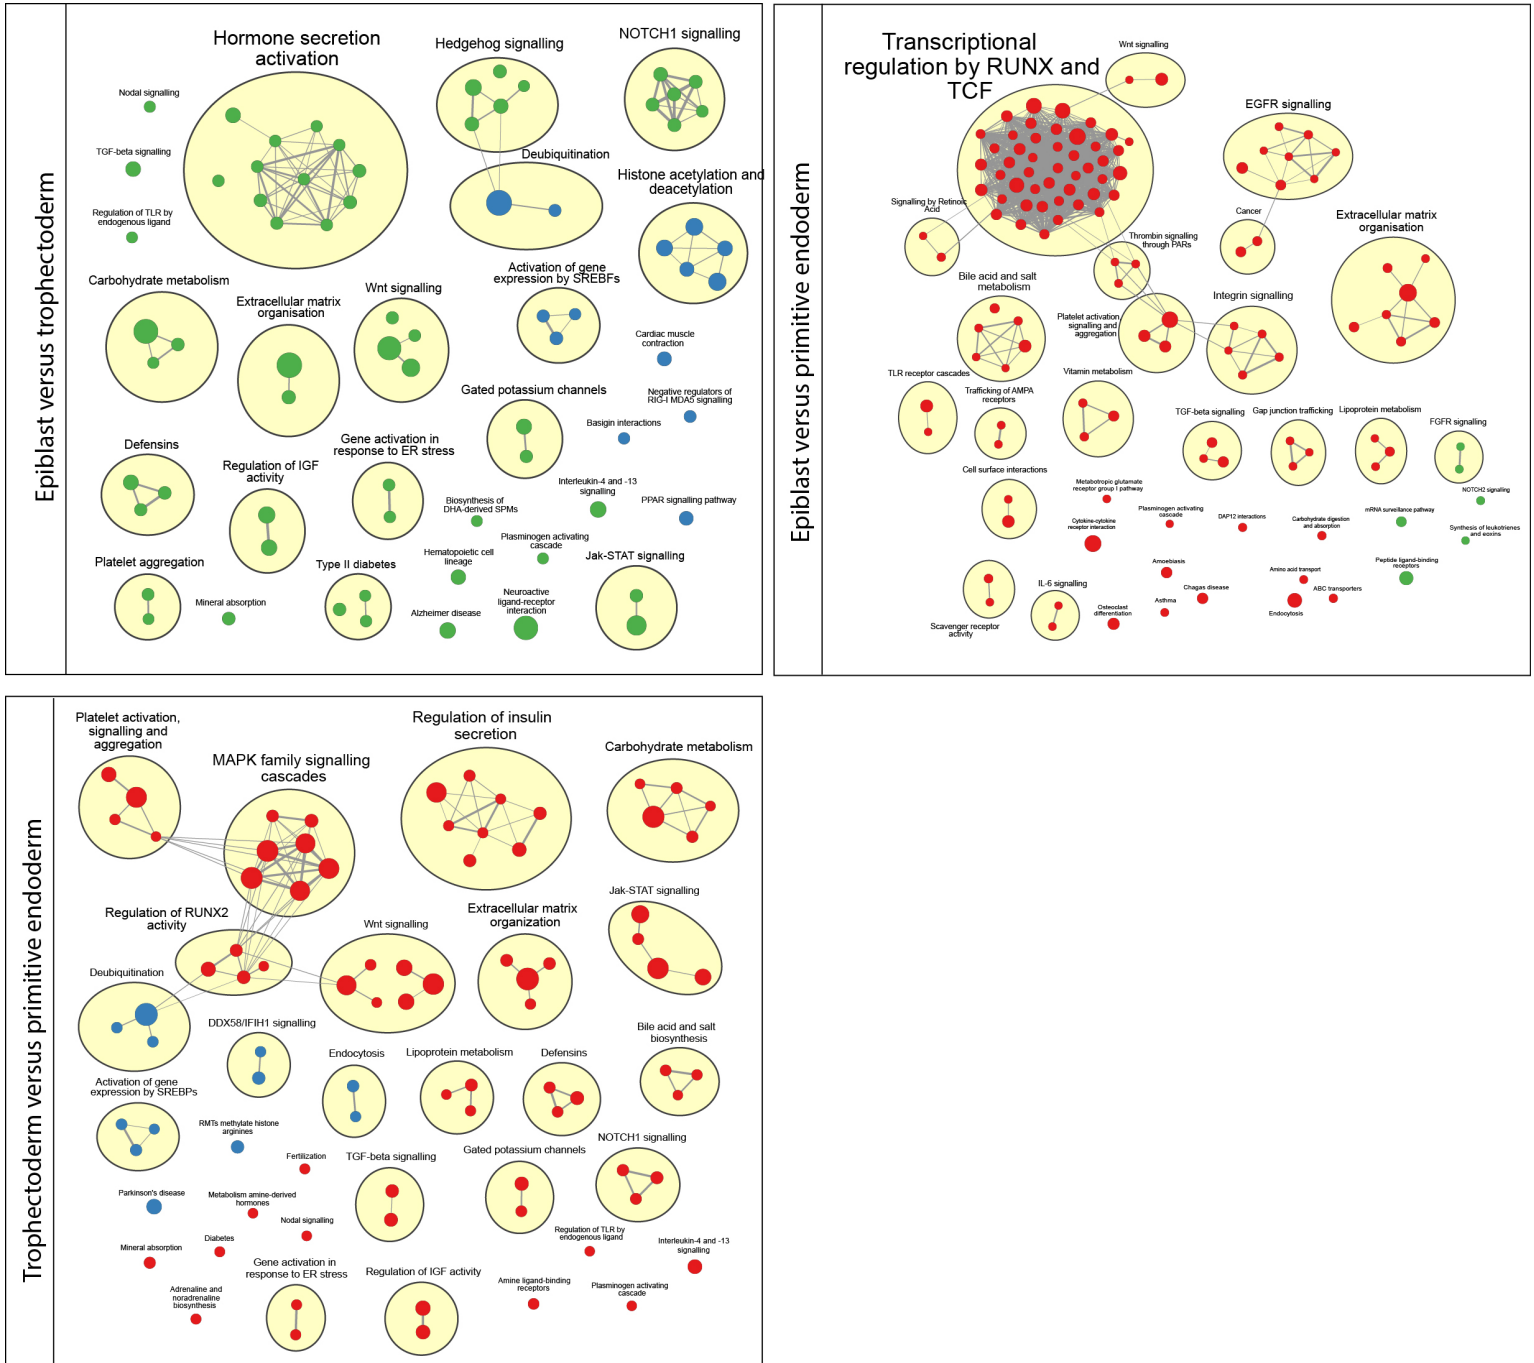 Epiblast versus trophectoderm
Hormone secretion
activation
Hedgehog signalling
NOTCH1 signalling
Nodal signalling
TGF-beta signalling
Regulation of TLR by
endogenous ligand
Deubiquitination
Histone acetylation and
deacetylation
Carbohydrate metabolism
Extracellular matrix
organisation
Wnt signalling
Activation of gene
expression by SREBFs
Cardiac muscle
contraction
Gated potassium channels
Negative regulators of
RIG-I MDA5 signalling
Basigin interactions
Defensins
Regulation of IGF
activity
Gene activation in
response to ER stress
Biosynthesis of
DHA-derived SPMs
Interleukin-4 and -13
signalling
PPAR signalling pathway
Plasminogen activating
cascade
Hematopoietic cell
lineage
Jak-STAT signalling
Platelet aggregation
Mineral absorption
Type II diabetes
Alzheimer disease
Neuroactive
ligand-receptor
interaction
Epiblast versus primitive endoderm
Transcriptional
regulation by RUNX and
TCF
Wnt signalling
EGFR signalling
Signalling by Retinoic
Acid
Cancer
Extracellular matrix
organisation
Thrombin signalling
through PARs
Bile acid and salt
metabolism
Platelet activation
signalling and
aggregation
Integrin signalling
TLR receptor cascades
Trafficking of AMPA
receptors
Vitamin metabolism
TGF-beta signalling
Gap junction trafficking
Lipoprotein metabolism
FGFR signalling
Cell surface interactions
Metabotropic glutamate
receptor group I pathway
NOTCH2 signalling
Cytokine-cytokine
receptor interaction
Plasminogen activating
cascade
DAP12 interactions
Carbohydrate digestion
and absorption
mRNA surveillance pathway
Synthesis of leukotrienes
and eoxins
Amoebiasis
Amino acid transport
Peptide ligand-binding
receptors
Scavenger receptor
activity
IL-6 signalling
Osteoclast
differentiation
Asthma
Chagas disease
Endocytosis
ABC transporters
Trophectoderm versus primitive endoderm
Platelet activation,
signalling and
aggregation
MAPK family signalling
cascades
Regulation of insulin
secretion
Carbohydrate metabolism
Regulation of RUNX2
activity
Wnt signalling
Extracellular matrix
organization
Jak-STAT signalling
Deubiquitination
DDX58/IFIH1 signalling
Endocytosis
Lipoprotein metabolism
Defensins
Bile acid and salt
biosynthesis
Activation of gene
expression by SREBPs
RMTs methylate histone
arginines
Fertilization
TGF-beta signalling
Gated potassium channels
NOTCH1 signalling
Parkinson's disease
Metabolism amine-derived
hormones
Nodal signalling
Mineral absorption
Diabetes
Regulation of TLR by
endogenous ligand
Interleukin-4 and -13
signalling
Adrenaline and
noradrenaline
biosynthesis
Gene activation in
response to ER stress
Regulation of IGF activity
Amine ligand-binding
receptors
Plasminogen activating
cascade